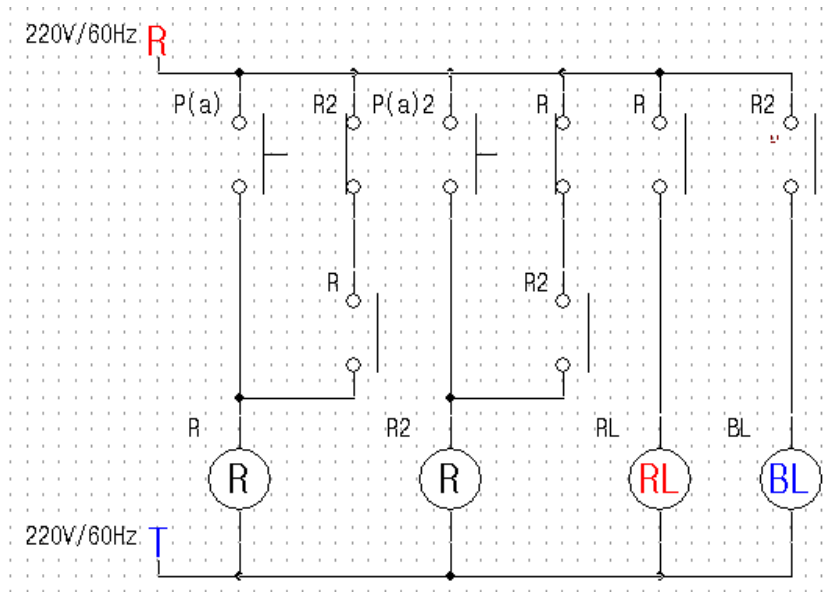 220V/60Hz R
P(a) R2 P(a)2 R R R2
R R2
R R2 RL BL
R R RL BL
220V/60Hz T